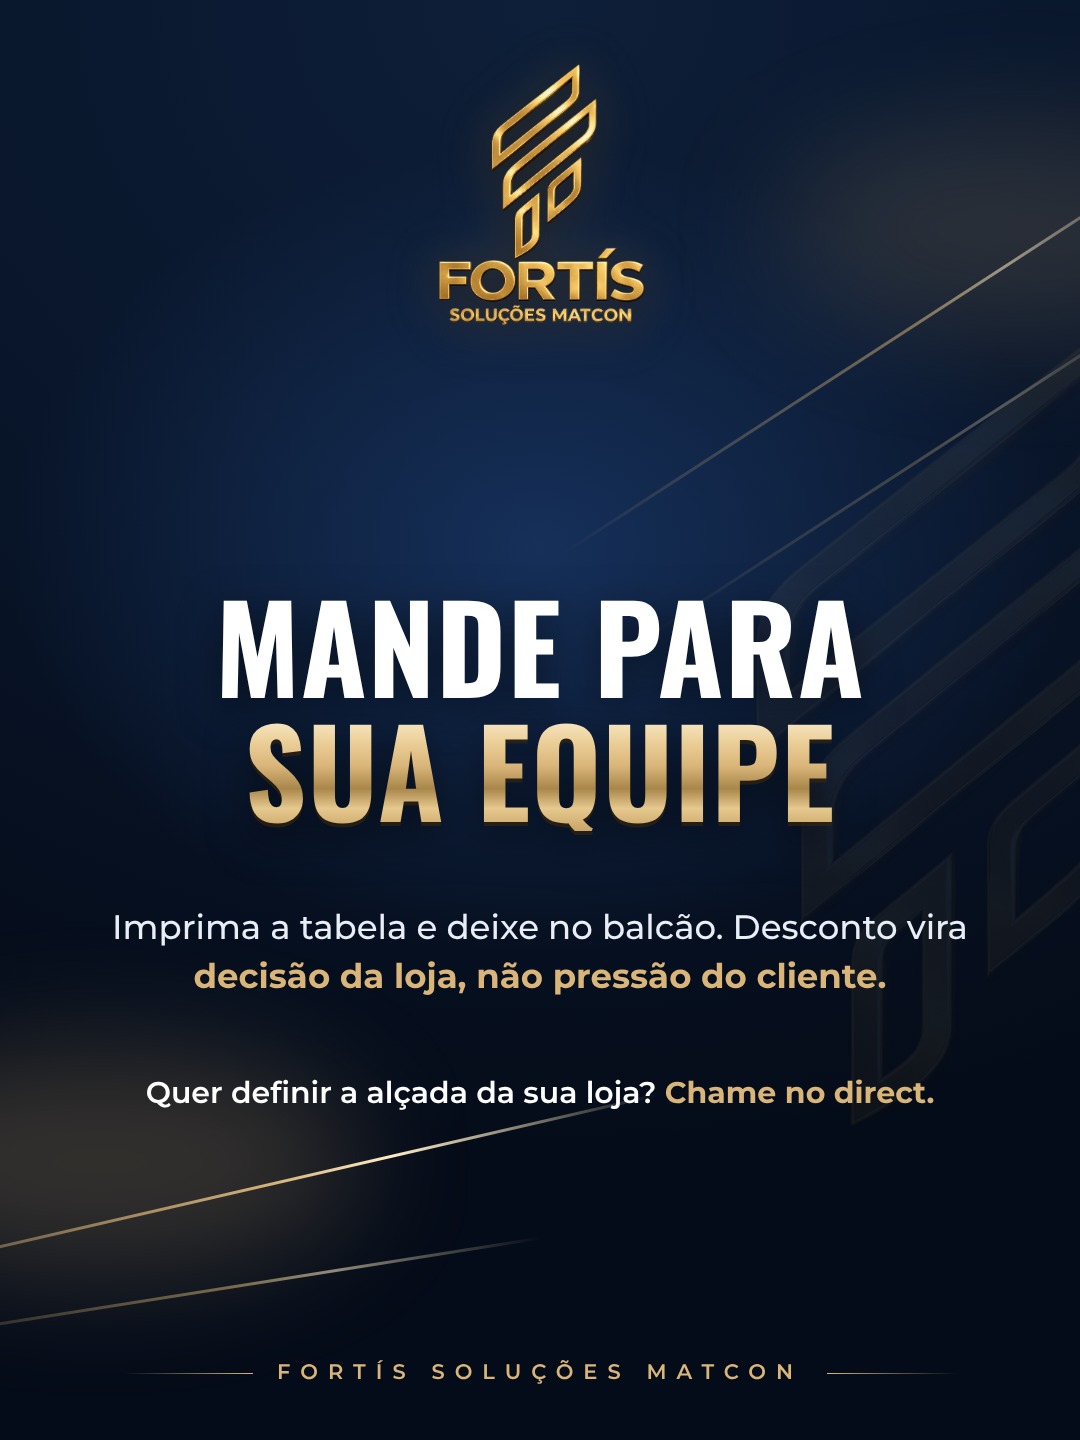 FORTÍS
SOLUÇÕES MATCON
MANDE PARA
SUA EQUIPE
Imprima a tabela e deixe no balcão. Desconto vira
decisão da loja, não pressão do cliente.
Quer definir a alçada da sua loja? Chame no direct.
FORTÍS SOLUÇÕES MATCON